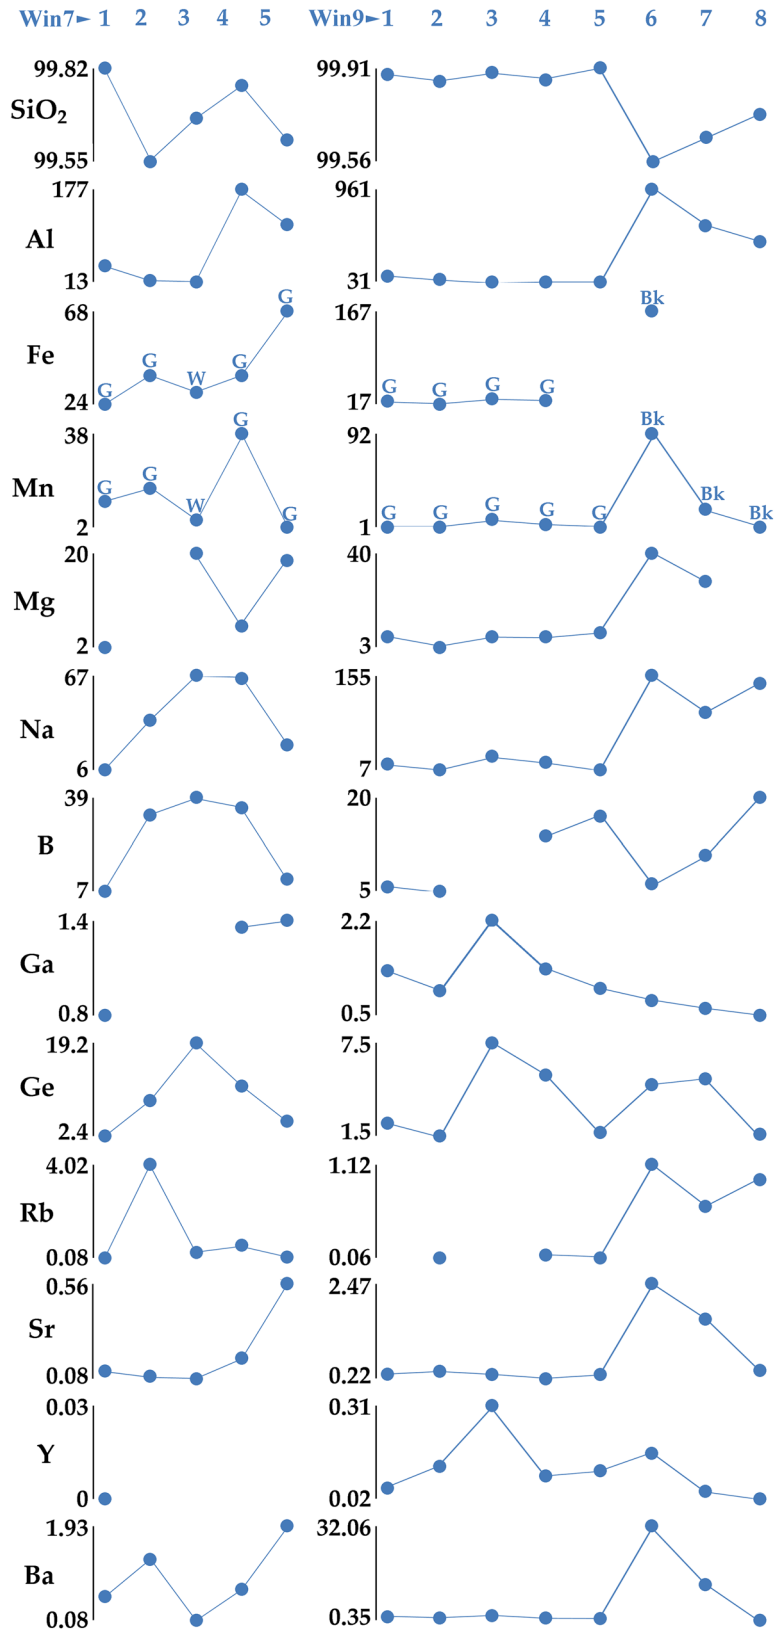 Win7► 1 2 3 4 5 Win9►1 2 3 4 5 6 7 8
99.82 99.91
SiO₂
99.55 99.56
177 961
Al
13 31
68 G 167 Bk
Fe
G G W G G G G G
24 17
38 G 92 Bk
Mn
G G W G G G G G G Bk Bk
2 1
20 40
Mg
2 3
67 155
Na
6 7
39 20
B
7 5
1.4 2.2
Ga
0.8 0.5
19.2 7.5
Ge
2.4 1.5
4.02 1.12
Rb
0.08 0.06
0.56 2.47
Sr
0.08 0.22
0.03 0.31
Y
0 0.02
1.93 32.06
Ba
0.08 0.35